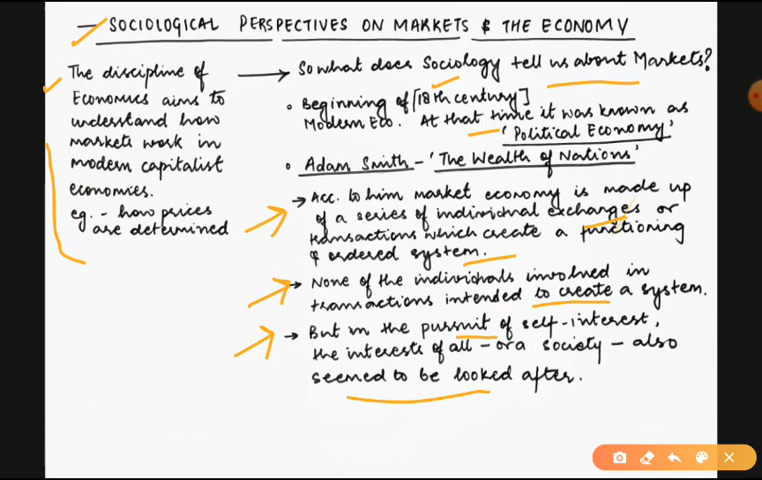 - SOCIOLOGICAL PERSPECTIVES ON MARKETS & THE ECONOMY
The discipline of
Economics aims to
understand how
markets work in
modern capitalist
economies.
eg. - how prices
are determined
→ So what does Sociology tell us about Markets?
• Beginning of [18th century]
Modern Eco. At that time it was known as
'Political Economy'
• Adam Smith - 'The Wealth of Nations'
→ Acc. to him market economy is made up
of a series of individual exchanges or
transactions which create a functioning
& ordered system.
→ None of the individuals involved in
transactions intended to create a system.
→ But in the pursuit of self-interest,
the interests of all - or a society - also
seemed to be looked after.